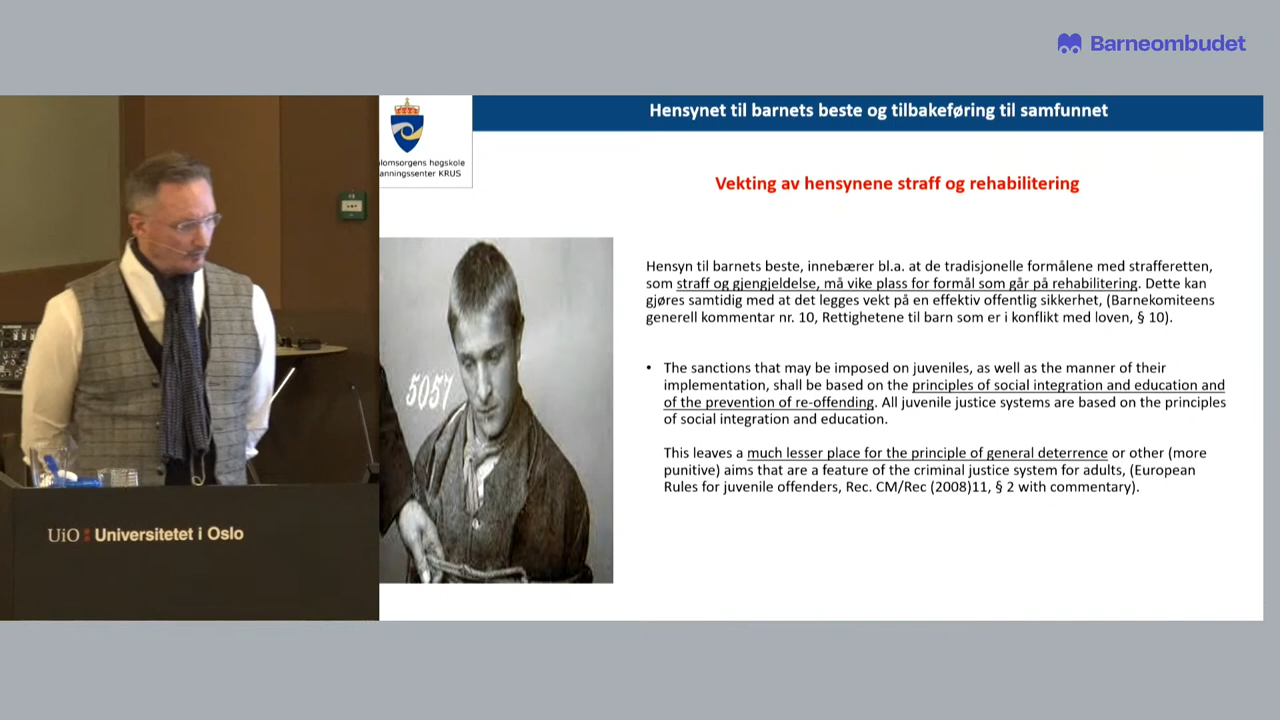 Barneombudet
Hensynet til barnets beste og tilbakeføring til samfunnet
lomsorgens høgskole
anningssenter KRUS
Vekting av hensynene straff og rehabilitering
Hensyn til barnets beste, innebærer bl.a. at de tradisjonelle formålene med strafferetten,
som straff og gjengjeldelse, må vike plass for formål som går på rehabilitering. Dette kan
gjøres samtidig med at det legges vekt på en effektiv offentlig sikkerhet, (Barnekomiteens
generell kommentar nr. 10, Rettighetene til barn som er i konflikt med loven, § 10).
5057
• The sanctions that may be imposed on juveniles, as well as the manner of their
implementation, shall be based on the principles of social integration and education and
of the prevention of re-offending. All juvenile justice systems are based on the principles
of social integration and education.
This leaves a much lesser place for the principle of general deterrence or other (more
punitive) aims that are a feature of the criminal justice system for adults, (European
Rules for juvenile offenders, Rec. CM/Rec (2008)11, § 2 with commentary).
UiO : Universitetet i Oslo